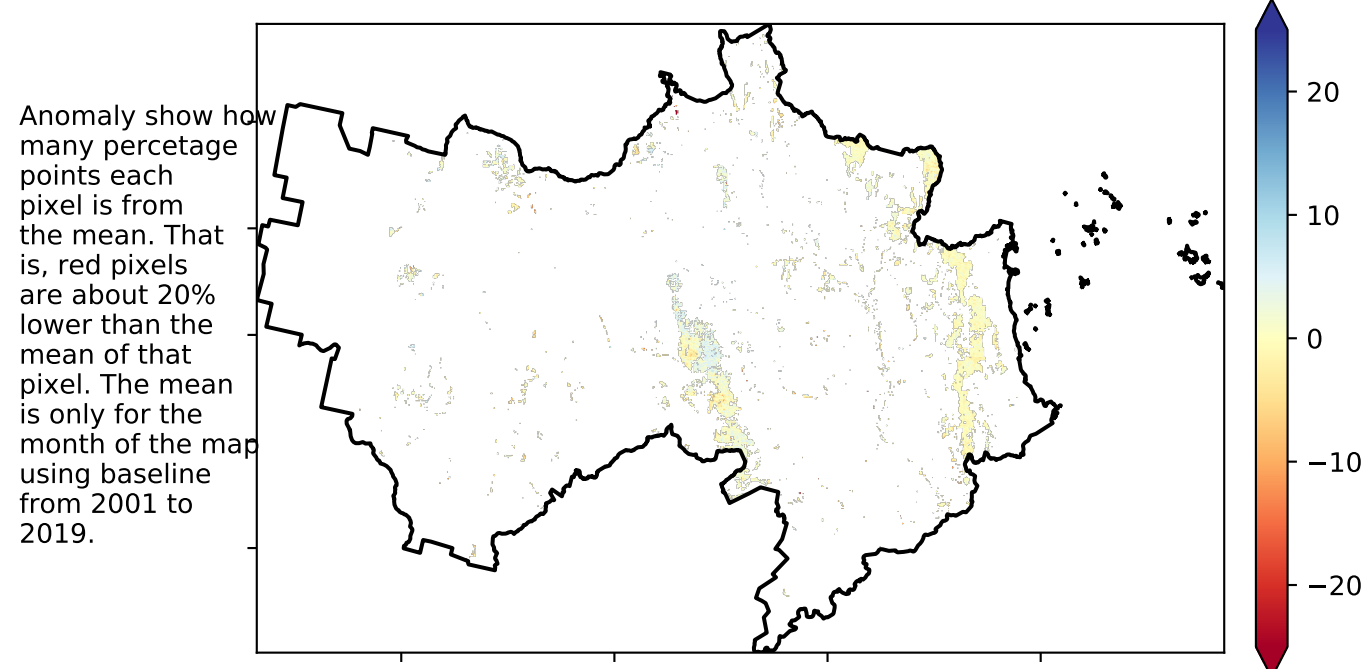 Anomaly show how
many percetage
points each
pixel is from
the mean. That
is, red pixels
are about 20%
lower than the
mean of that
pixel. The mean
is only for the
month of the map
using baseline
from 2001 to
2019.
20
10
0
−10
−20